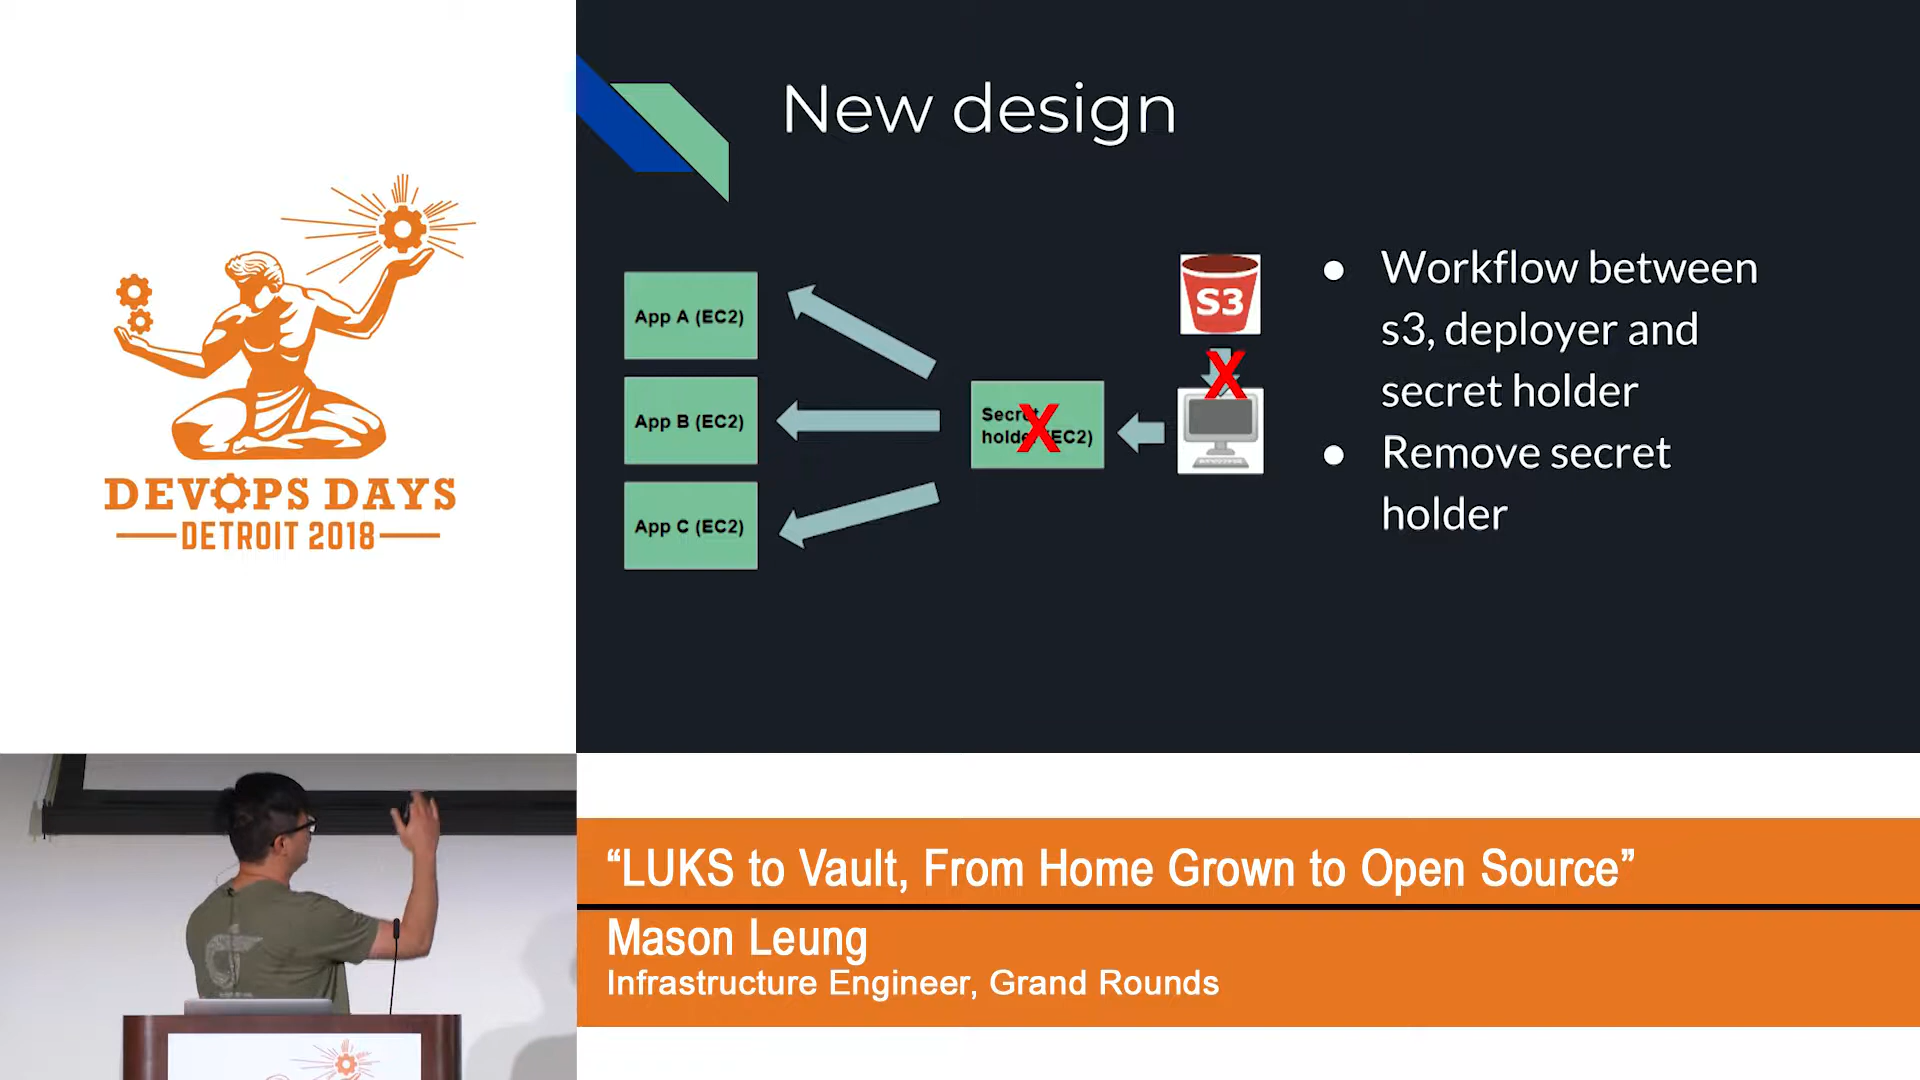 New design
App A (EC2)
App B (EC2)
App C (EC2)
Secret
holder (EC2)
X
S3
X
● Workflow between
s3, deployer and
secret holder
● Remove secret
holder
DEVOPS DAYS
DETROIT 2018
“LUKS to Vault, From Home Grown to Open Source”
Mason Leung
Infrastructure Engineer, Grand Rounds